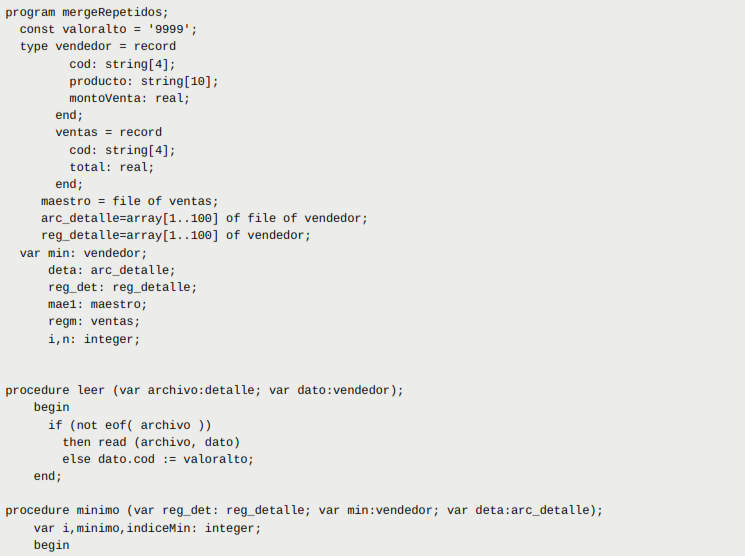 program mergeRepetidos;
  const valoralto = '9999';
  type vendedor = record
         cod: string[4];
         producto: string[10];
         montoVenta: real;
       end;
       ventas = record
         cod: string[4];
         total: real;
       end;
     maestro = file of ventas;
     arc_detalle=array[1..100] of file of vendedor;
     reg_detalle=array[1..100] of vendedor;
  var min: vendedor;
      deta: arc_detalle;
      reg_det: reg_detalle;
      mae1: maestro;
      regm: ventas;
      i,n: integer;

procedure leer (var archivo:detalle; var dato:vendedor);
    begin
      if (not eof( archivo ))
        then read (archivo, dato)
        else dato.cod := valoralto;
    end;

procedure minimo (var reg_det: reg_detalle; var min:vendedor; var deta:arc_detalle);
    var i,minimo,indiceMin: integer;
    begin